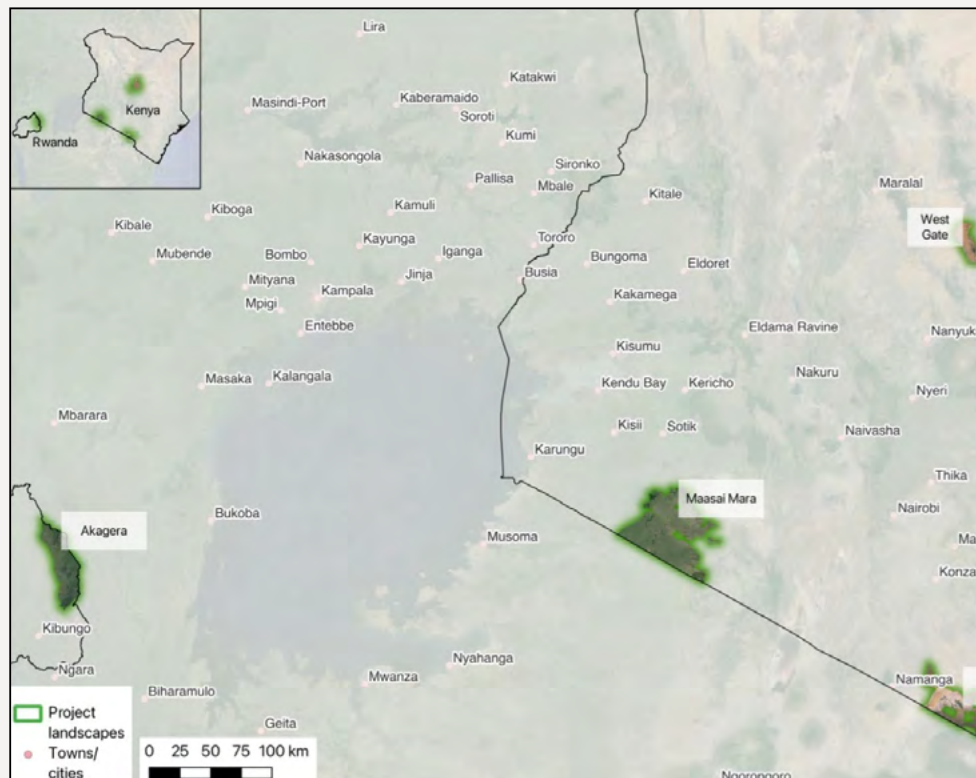 Lira
Katakwi
Masindi-Port
Kaberamaido
Soroti
Kenya
Rwanda
Kumi
Nakasongola
Sironko
Pallisa
Mbale
Kitale
Maralal
Kiboga
Kamuli
West
Gate
Kibale
Kayunga
Tororo
Mubende
Bombo
Iganga
Busia
Bungoma
Eldoret
Mityana
Jinja
Kampala
Mpigi
Kakamega
Entebbe
Eldama Ravine
Nanyuk
Kisumu
Masaka
Kalangala
Kendu Bay
Kericho
Nakuru
Nyeri
Mbarara
Kisii
Sotik
Naivasha
Karungu
Thika
Maasai Mara
Akagera
Bukoba
Nairobi
Musoma
Ma
Konza
Kibungo
Nyahanga
Ngara
Mwanza
Namanga
Biharamulo
Geita
Project
landscapes
Towns/
cities
0 25 50 75 100 km